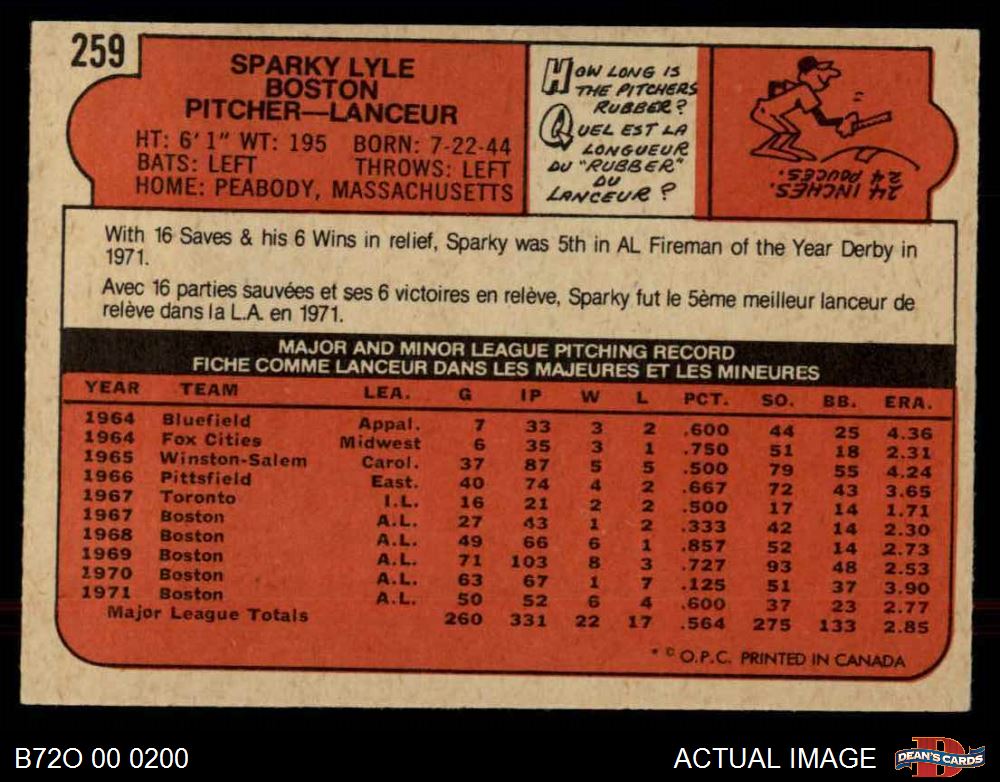 259
SPARKY LYLE
BOSTON
PITCHER—LANCEUR
HT: 6'1" WT: 195 BORN: 7-22-44
BATS: LEFT THROWS: LEFT
HOME: PEABODY, MASSACHUSETTS
HOW LONG IS
THE PITCHERS
RUBBER?
QUEL EST LA
LONGUEUR
DU "RUBBER"
DU
LANCEUR?
24 INCHES.
24 POUCES.
With 16 Saves & his 6 Wins in relief, Sparky was 5th in AL Fireman of the Year Derby in
1971.
Avec 16 parties sauvées et ses 6 victoires en relève, Sparky fut le 5ème meilleur lanceur de
relève dans la L.A. en 1971.
MAJOR AND MINOR LEAGUE PITCHING RECORD
FICHE COMME LANCEUR DANS LES MAJEURES ET LES MINEURES
YEAR TEAM LEA. G IP W L PCT. SO. BB. ERA.
1964 Bluefield Appal. 7 33 3 2 .600 44 25 4.36
1964 Fox Cities Midwest 6 35 3 1 .750 51 18 2.31
1965 Winston-Salem Carol. 37 87 5 5 .500 79 55 4.24
1966 Pittsfield East. 40 74 4 2 .667 72 43 3.65
1967 Toronto I.L. 16 21 2 2 .500 17 14 1.71
1967 Boston A.L. 27 43 1 2 .333 42 14 2.30
1968 Boston A.L. 49 66 6 1 .857 52 14 2.73
1969 Boston A.L. 71 103 8 3 .727 93 48 2.53
1970 Boston A.L. 63 67 1 7 .125 51 37 3.90
1971 Boston A.L. 50 52 6 4 .600 37 23 2.77
Major League Totals 260 331 22 17 .564 275 133 2.85
* © O.P.C. PRINTED IN CANADA
B72O 00 0200
ACTUAL IMAGE
D
DEAN'S CARDS